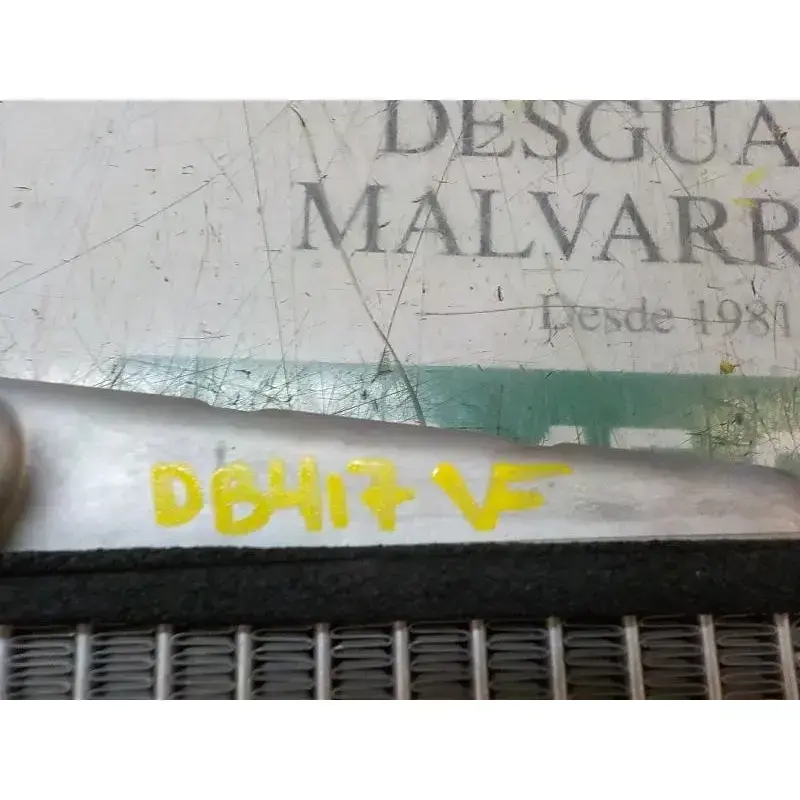 DESGUA
MALVARR
Desde 1981
DB417 VF